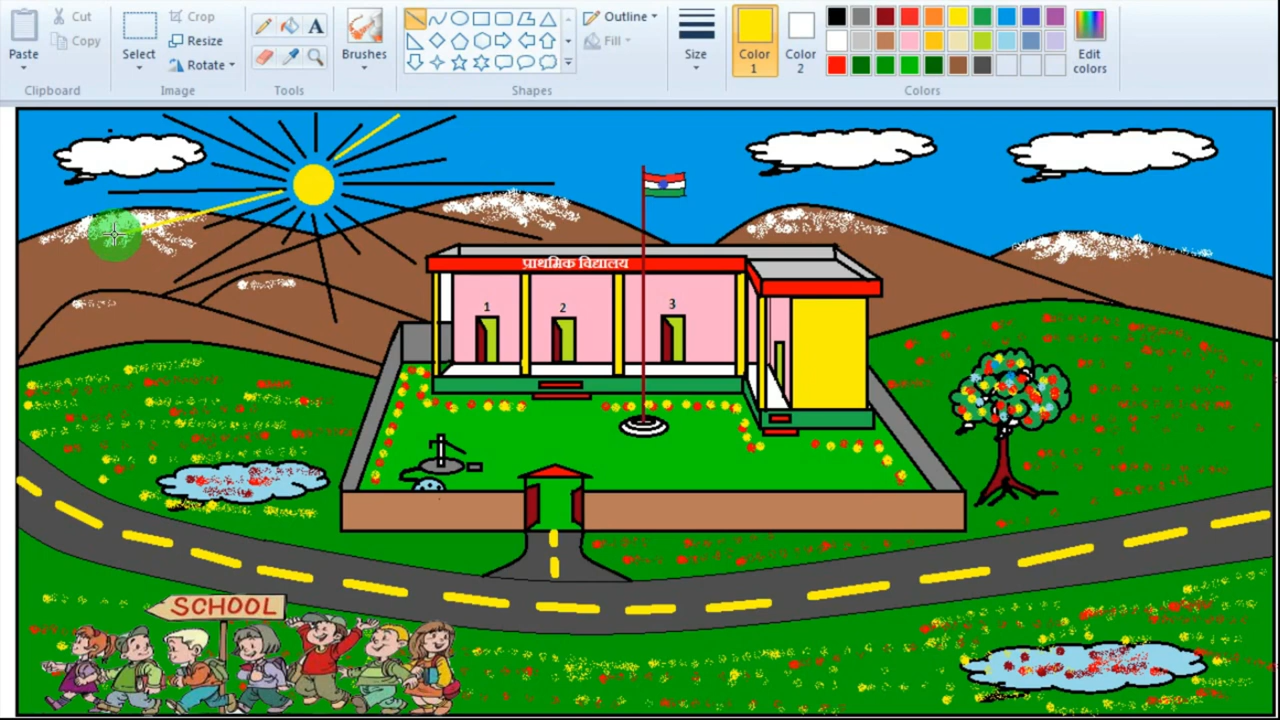 Cut
Copy
Paste
Clipboard
Crop
Resize
Rotate
Select
Image
A
Tools
Brushes
Outline
Fill
Shapes
Size
Color 1
Color 2
Edit colors
Colors
प्राथमिक विद्यालय
1 2 3
SCHOOL